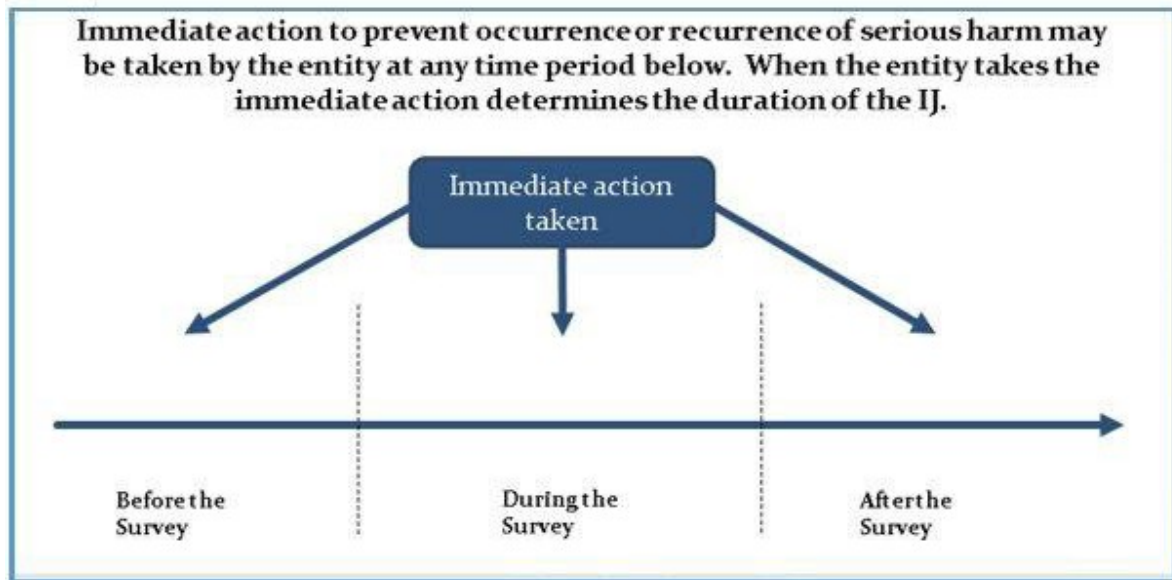 Immediate action to prevent occurrence or recurrence of serious harm may
be taken by the entity at any time period below. When the entity takes the
immediate action determines the duration of the IJ.
Immediate action
taken
Before the
Survey
During the
Survey
After the
Survey